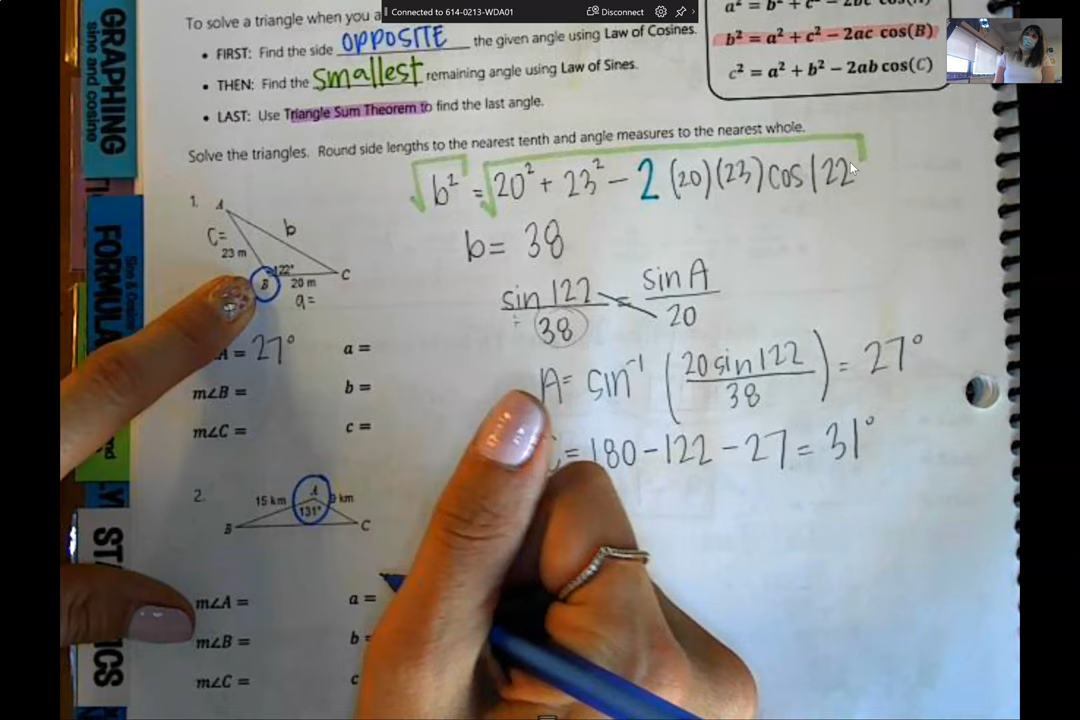 Connected to 614-0213-WDA01
Disconnect
GRAPHING
sine and cosine
FORMULA
Sine &
STA
ICS
To solve a triangle when you a
• FIRST: Find the side OPPOSITE the given angle using Law of Cosines.
• THEN: Find the Smallest remaining angle using Law of Sines.
• LAST: Use Triangle Sum Theorem to find the last angle.
b² = a² + c² − 2ac cos(B)
c² = a² + b² − 2ab cos(C)
Solve the triangles. Round side lengths to the nearest tenth and angle measures to the nearest whole.
√b² = √20² + 23² − 2 (20)(23) cos 122
b = 38
sin 122 / 38 = sin A / 20
A = sin⁻¹ (20 sin 122 / 38) = 27°
= 180 − 122 − 27 = 31°
1.
A
C=
23 m
b
122°
B
20 m
C
a=
A = 27°
a =
m∠B =
b =
m∠C =
c =
2.
15 km
A
9 km
131°
B
C
m∠A =
a =
m∠B =
b =
m∠C =
c